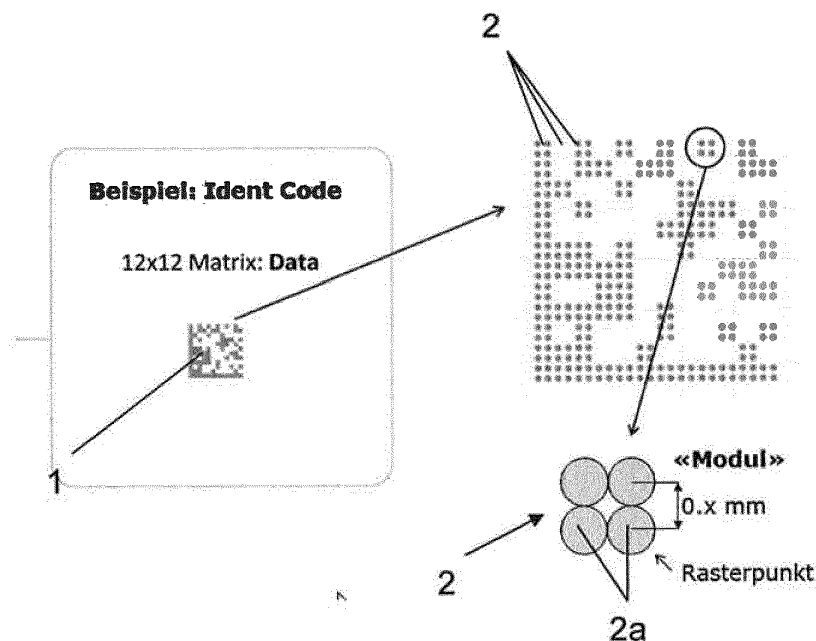 2
Beispiel: Ident Code
12x12 Matrix: Data
1
«Modul»
0.x mm
Rasterpunkt
2
2a